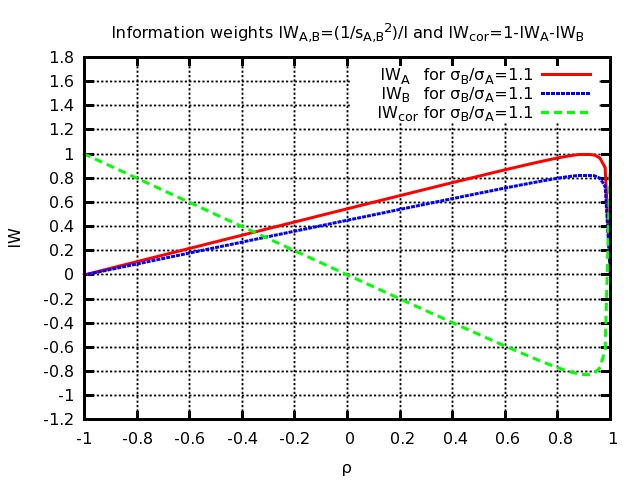 Information weights IW_A,B=(1/s_A,B²)/I and IW_cor=1-IW_A-IW_B
IW_A for σ_B/σ_A=1.1
IW_B for σ_B/σ_A=1.1
IW_cor for σ_B/σ_A=1.1
IW
1.8
1.6
1.4
1.2
1
0.8
0.6
0.4
0.2
0
-0.2
-0.4
-0.6
-0.8
-1
-1.2
-1 -0.8 -0.6 -0.4 -0.2 0 0.2 0.4 0.6 0.8 1
ρ